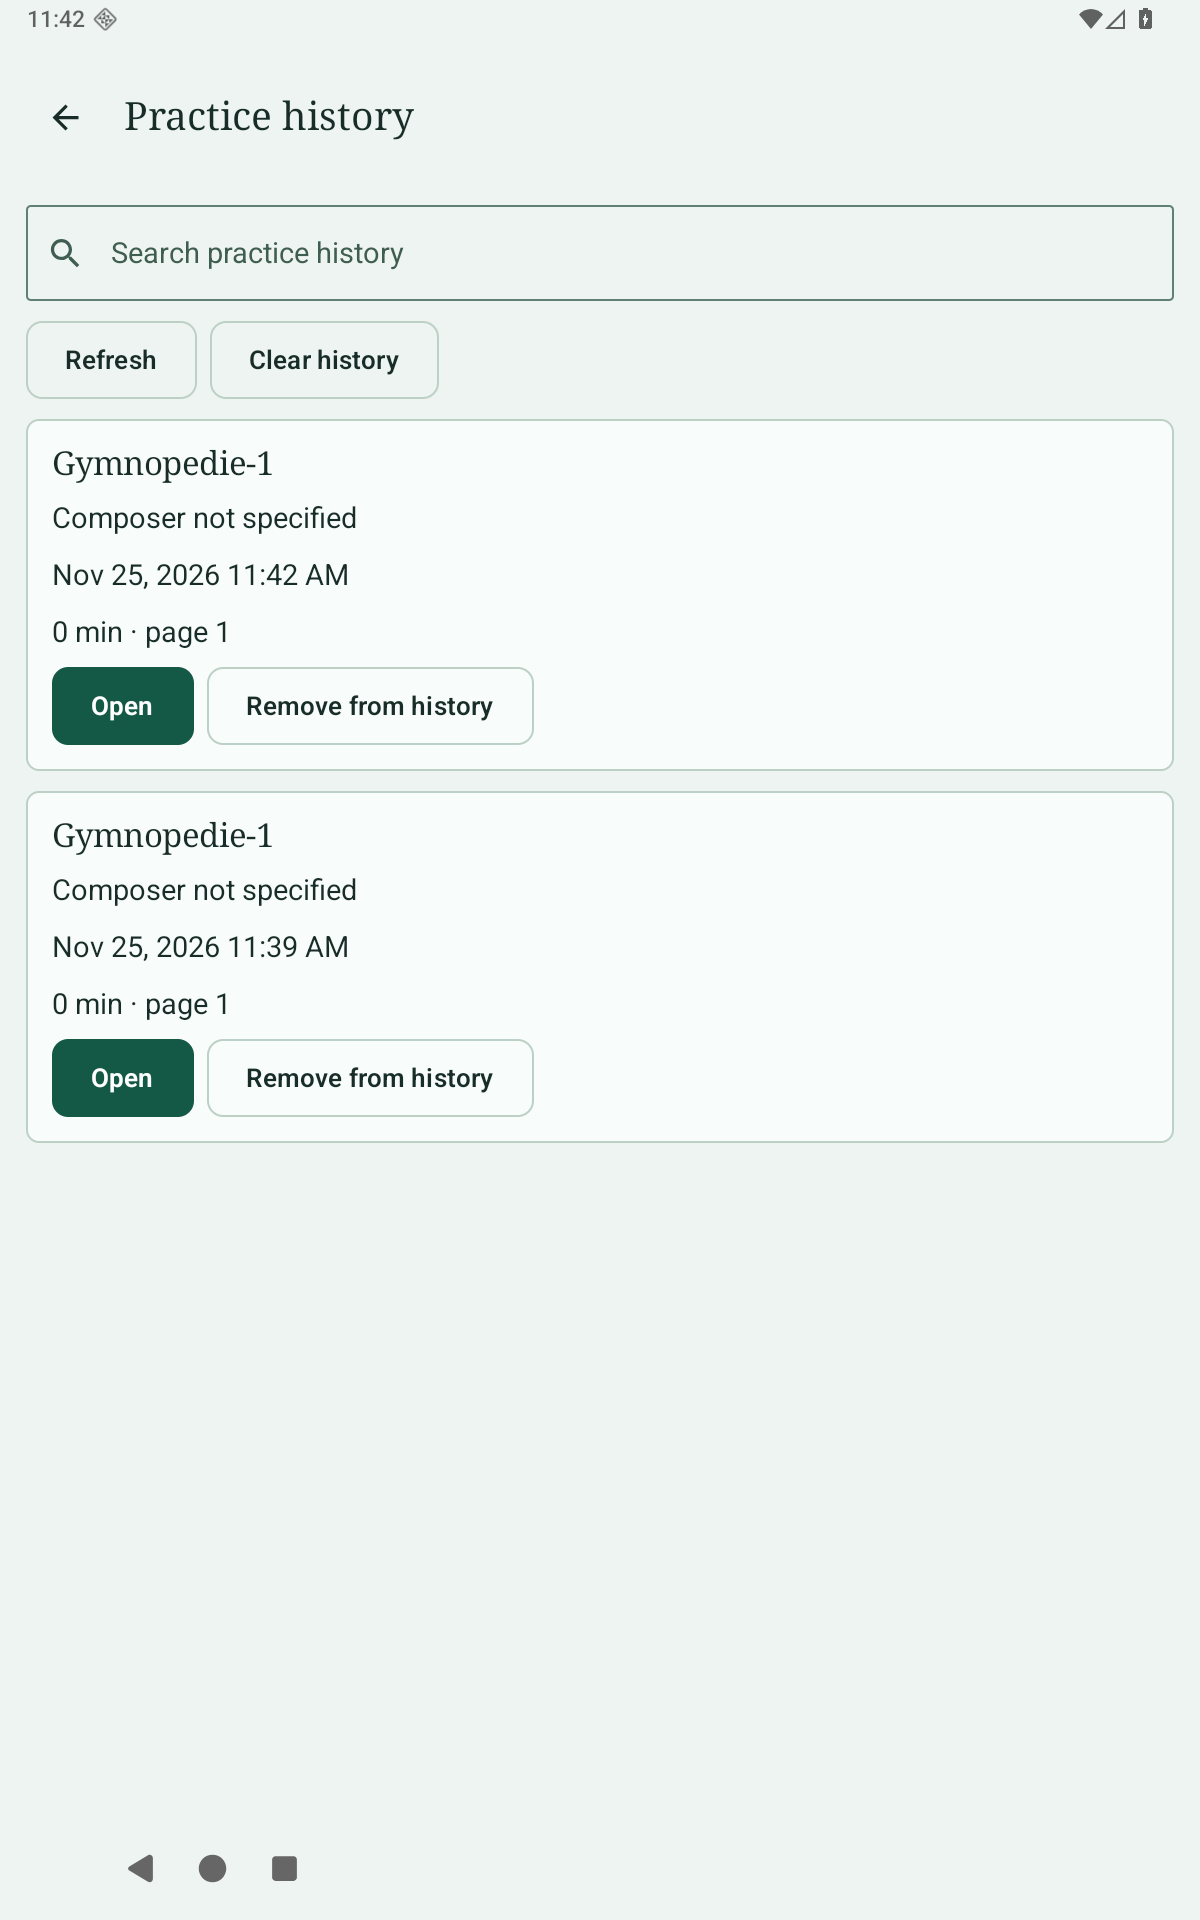 11:42
Practice history
Search practice history
Refresh Clear history
Gymnopedie-1
Composer not specified
Nov 25, 2026 11:42 AM
0 min · page 1
Open Remove from history
Gymnopedie-1
Composer not specified
Nov 25, 2026 11:39 AM
0 min · page 1
Open Remove from history